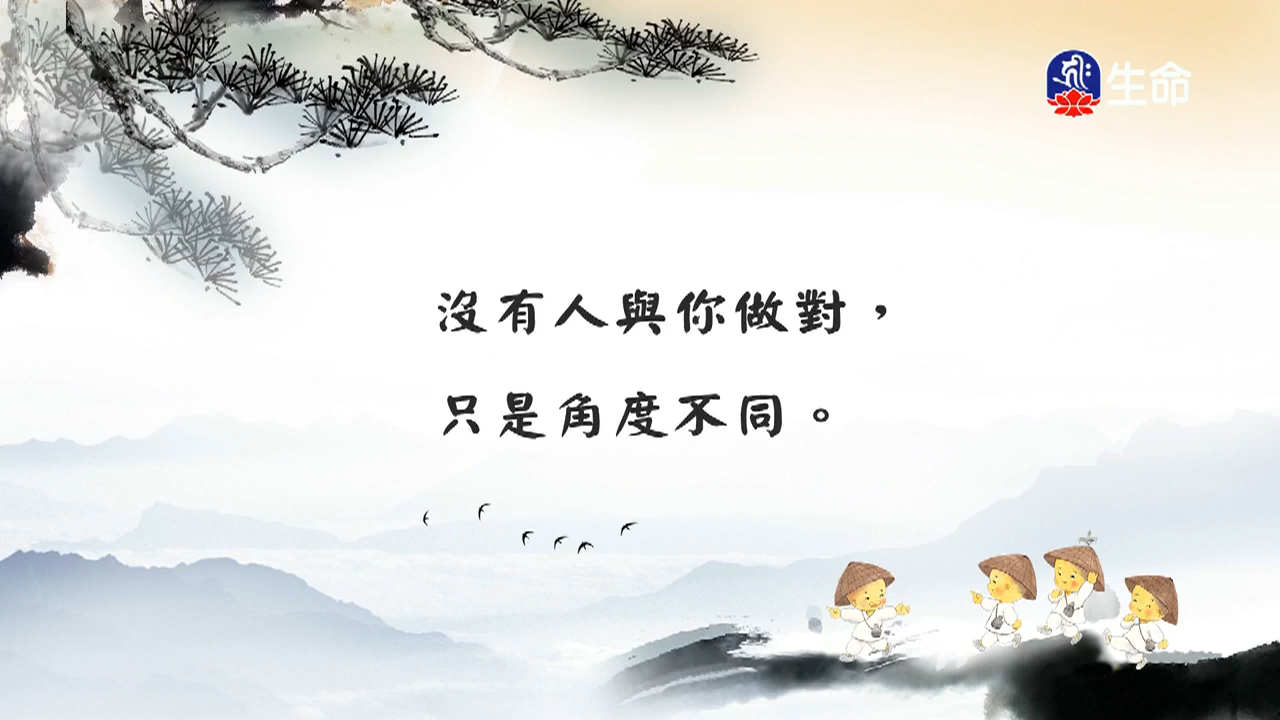 生命
沒有人與你做對，
只是角度不同。